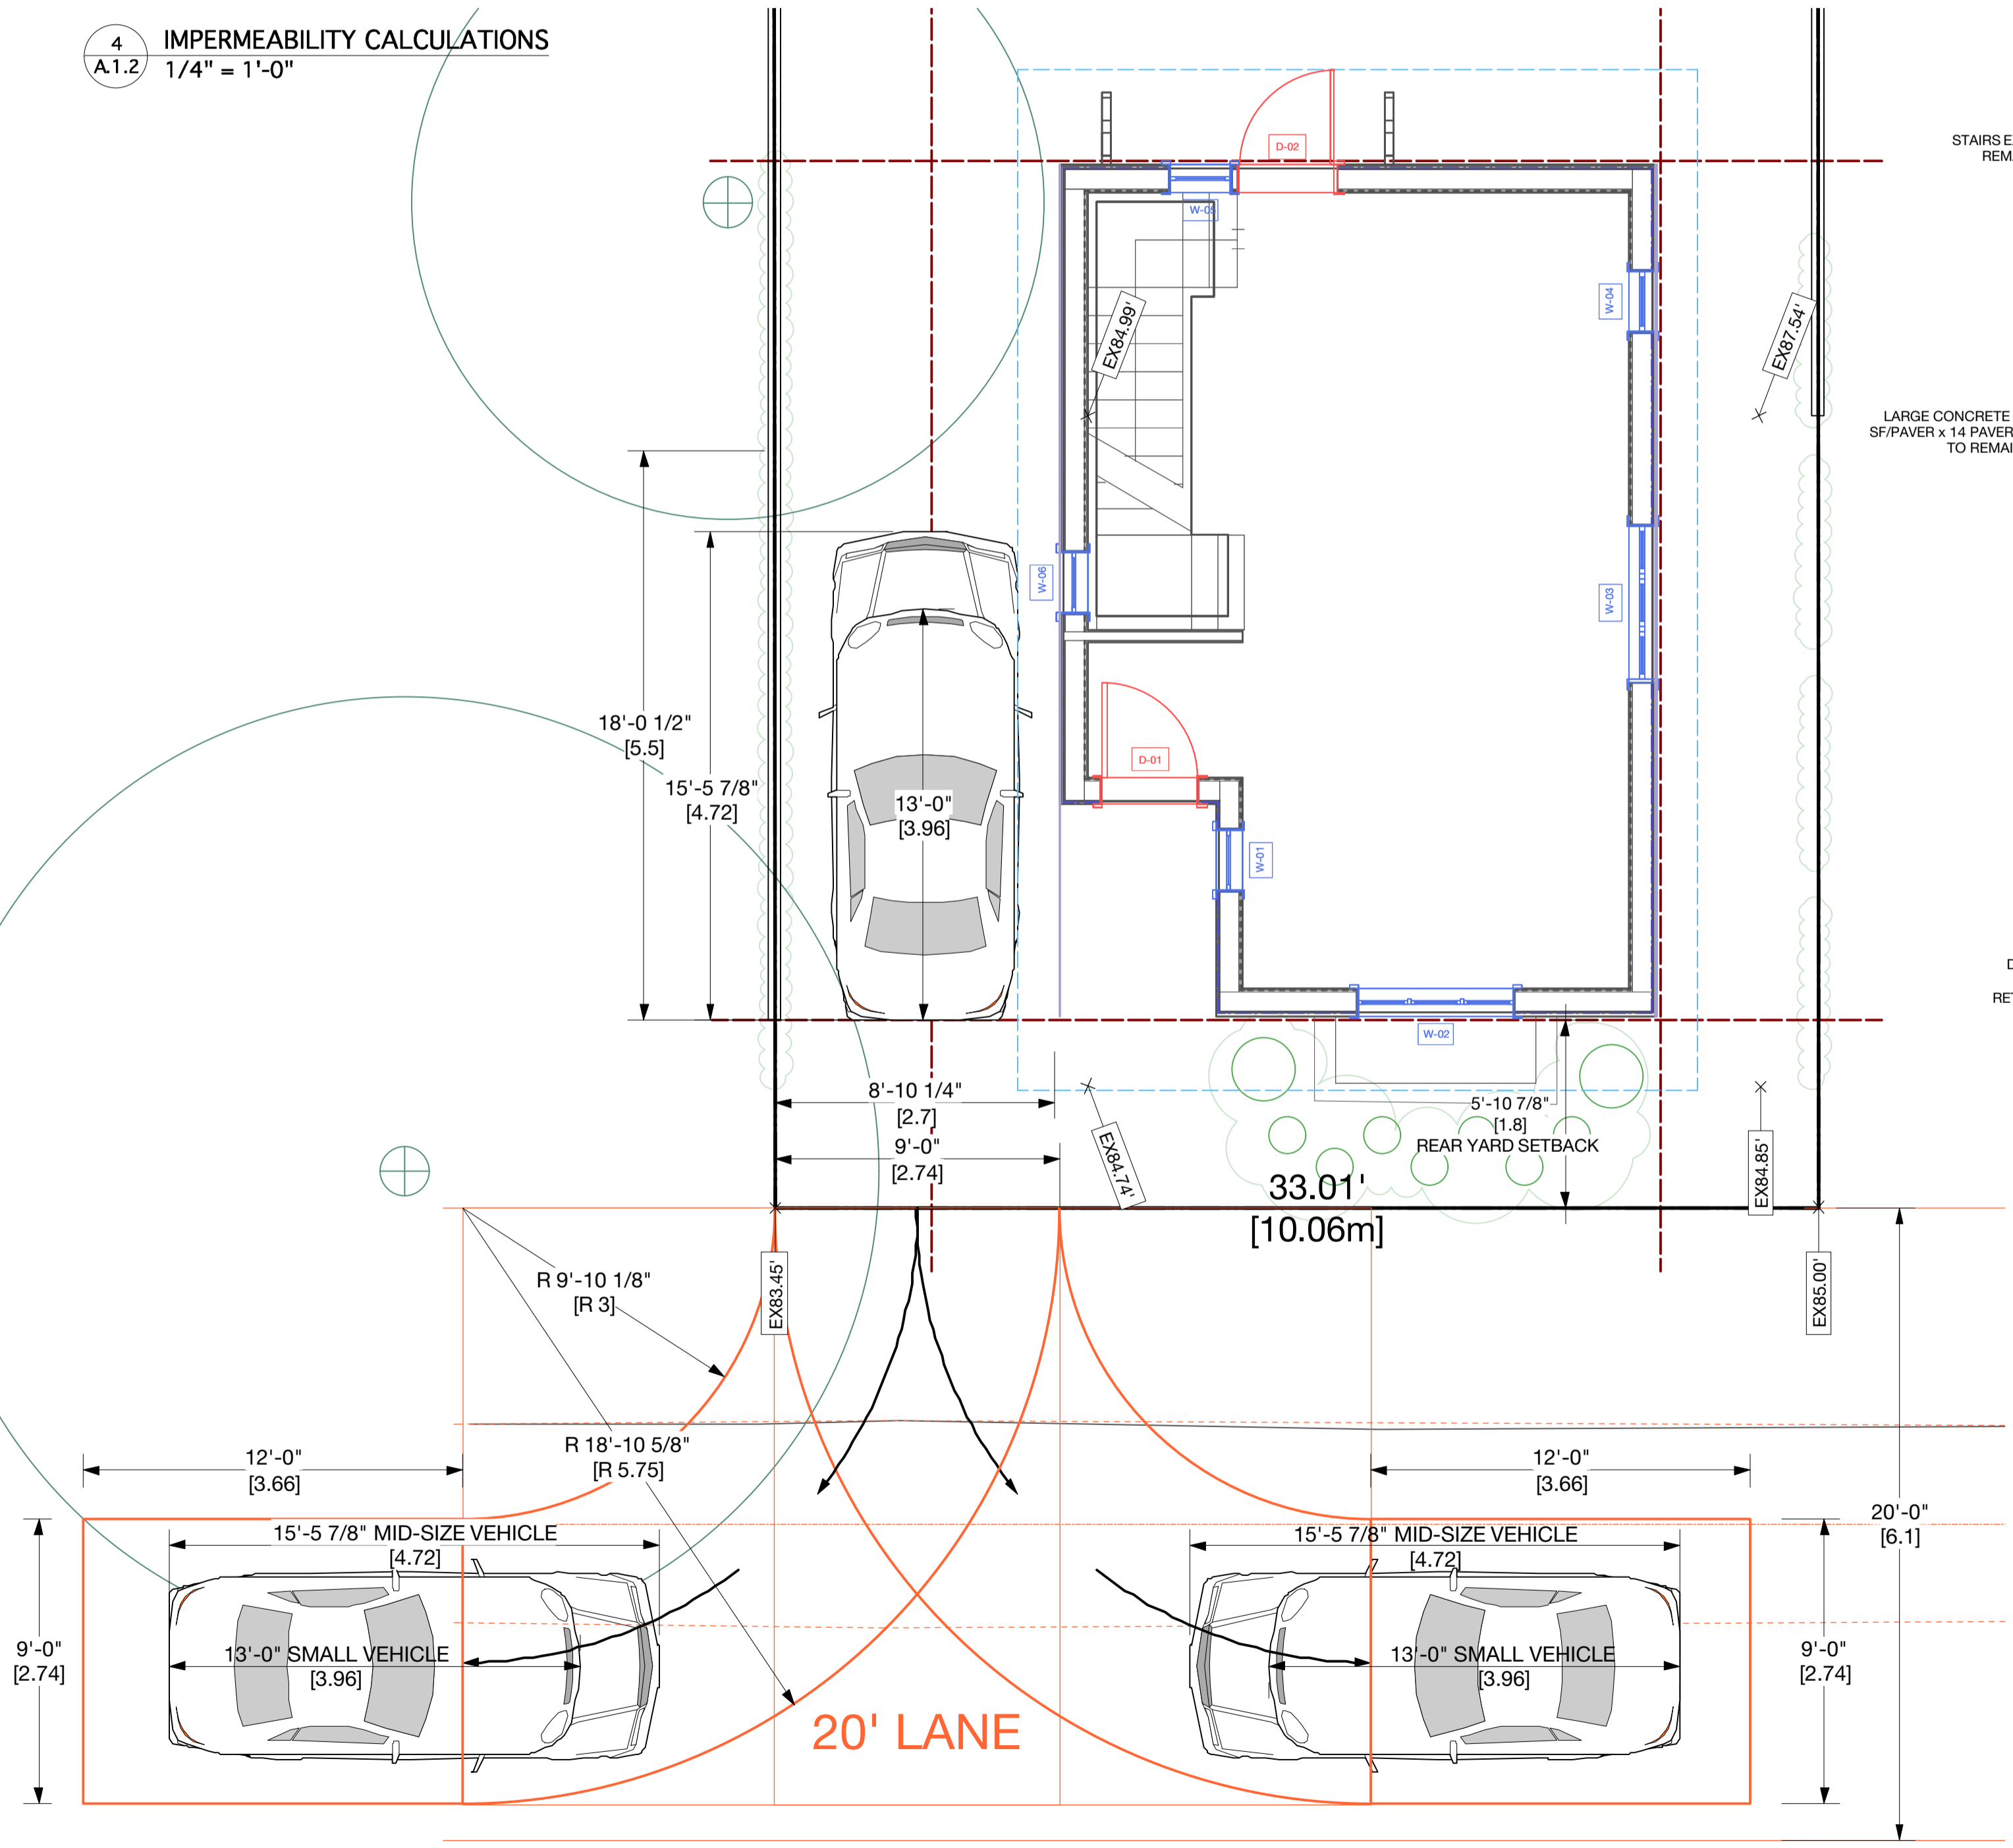 4
A.1.2
IMPERMEABILITY CALCULATIONS
1/4" = 1'-0"
D-02
STAIRS
W-05
EX84.99'
W-04
EX87.54'
LARGE CONCRETE
SF/PAVER x 14 PAVER
18'-0 1/2"
[5.5]
15'-5 7/8"
[4.72]
13'-0"
[3.96]
W-06
W-03
D-01
W-01
W-02
8'-10 1/4"
[2.7]
9'-0"
[2.74]
EX84.74'
5'-10 7/8"
[1.8]
REAR YARD SETBACK
EX84.85'
33.01'
[10.06m]
R 9'-10 1/8"
[R 3]
EX83.45'
EX85.00'
R 18'-10 5/8"
[R 5.75]
12'-0"
[3.66]
12'-0"
[3.66]
20'-0"
[6.1]
15'-5 7/8" MID-SIZE VEHICLE
[4.72]
15'-5 7/8" MID-SIZE VEHICLE
[4.72]
9'-0"
[2.74]
13'-0" SMALL VEHICLE
[3.96]
13'-0" SMALL VEHICLE
[3.96]
9'-0"
[2.74]
20' LANE